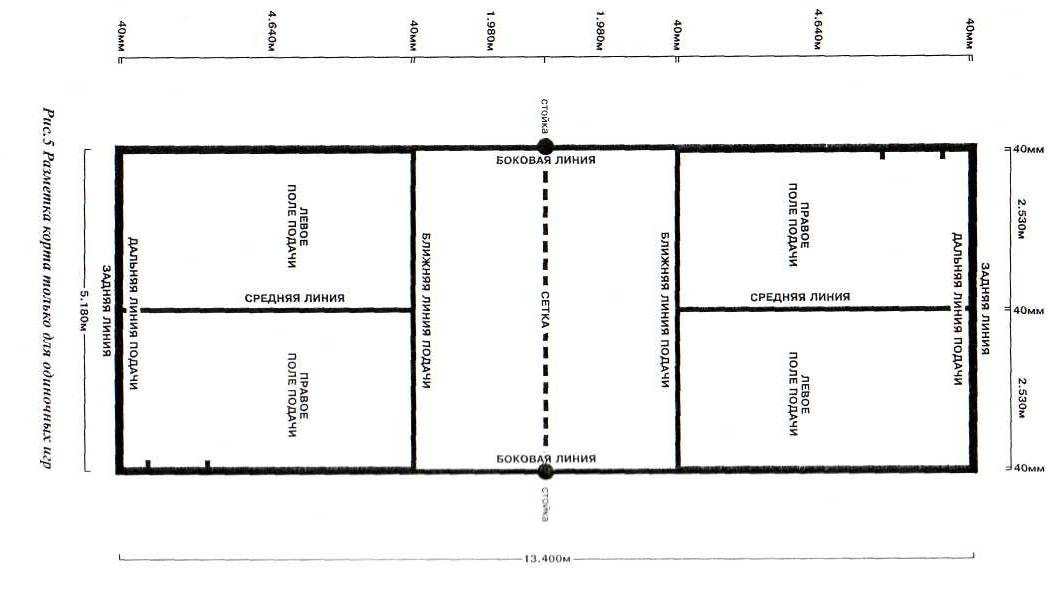 40мм
4.640м
40мм
1.980м
1.980м
40мм
4.640м
40мм
стойка
БОКОВАЯ ЛИНИЯ
40мм
2.530м
40мм
2.530м
40мм
ЛЕВОЕ
ПОЛЕ ПОДАЧИ
ПРАВОЕ
ПОЛЕ ПОДАЧИ
СРЕДНЯЯ ЛИНИЯ
СРЕДНЯЯ ЛИНИЯ
ЗАДНЯЯ ЛИНИЯ
ДАЛЬНЯЯ ЛИНИЯ ПОДАЧИ
БЛИЖНЯЯ ЛИНИЯ ПОДАЧИ
СЕТКА
БЛИЖНЯЯ ЛИНИЯ ПОДАЧИ
ДАЛЬНЯЯ ЛИНИЯ ПОДАЧИ
ЗАДНЯЯ ЛИНИЯ
ПРАВОЕ
ПОЛЕ ПОДАЧИ
ЛЕВОЕ
ПОЛЕ ПОДАЧИ
БОКОВАЯ ЛИНИЯ
стойка
5.180м
13.400м
Рис.5 Разметка корта только для одиночных игр